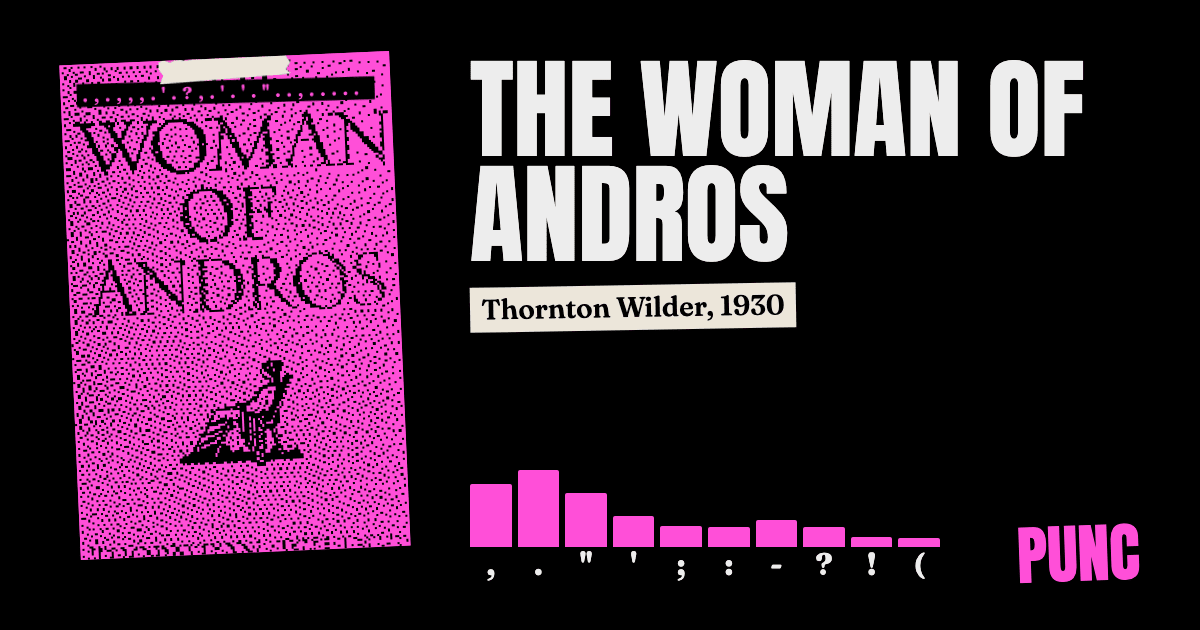 . , . , , , . ' . ? , . ' . ' . " . . , . . . . . .
WOMAN
OF
ANDROS
THE WOMAN OF
ANDROS
Thornton Wilder, 1930
, . " ' ; : - ? ! (
PUNC